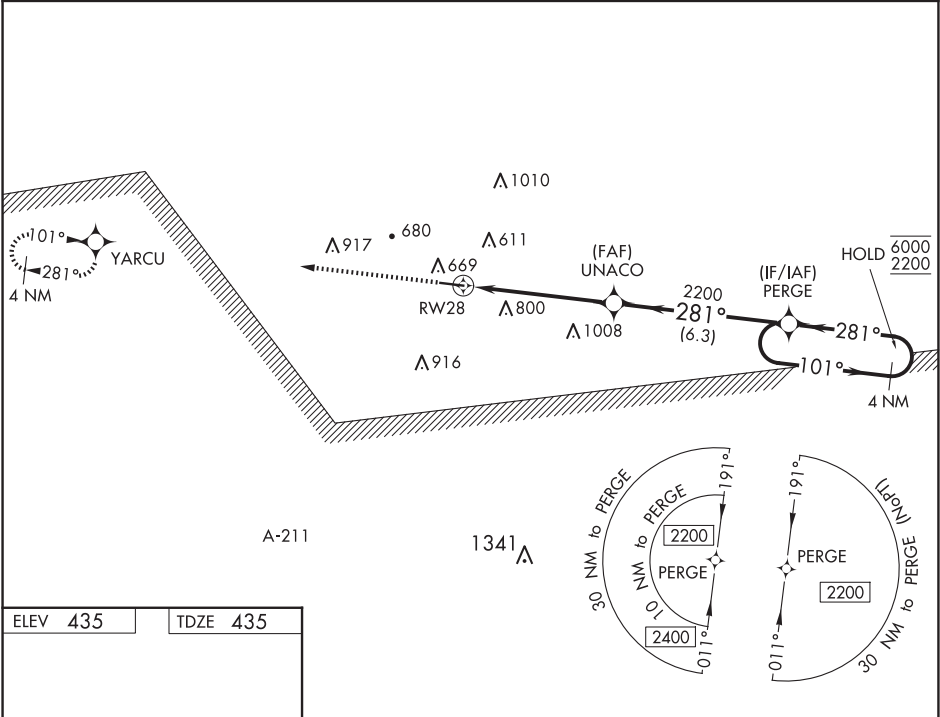 1010
680
917
611
669
(FAF)
UNACO
HOLD
6000
2200
(IF/IAF)
PERGE
101°
YARCU
281°
4 NM
RW28
800
2200
281°
(6.3)
1008
281°
101°
4 NM
916
A-211
1341
30 NM to PERGE
10 NM to PERGE
191°
2200
PERGE
2400
011°
191°
PERGE
2200
011°
30 NM to PERGE (NoPT)
ELEV 435
TDZE 435